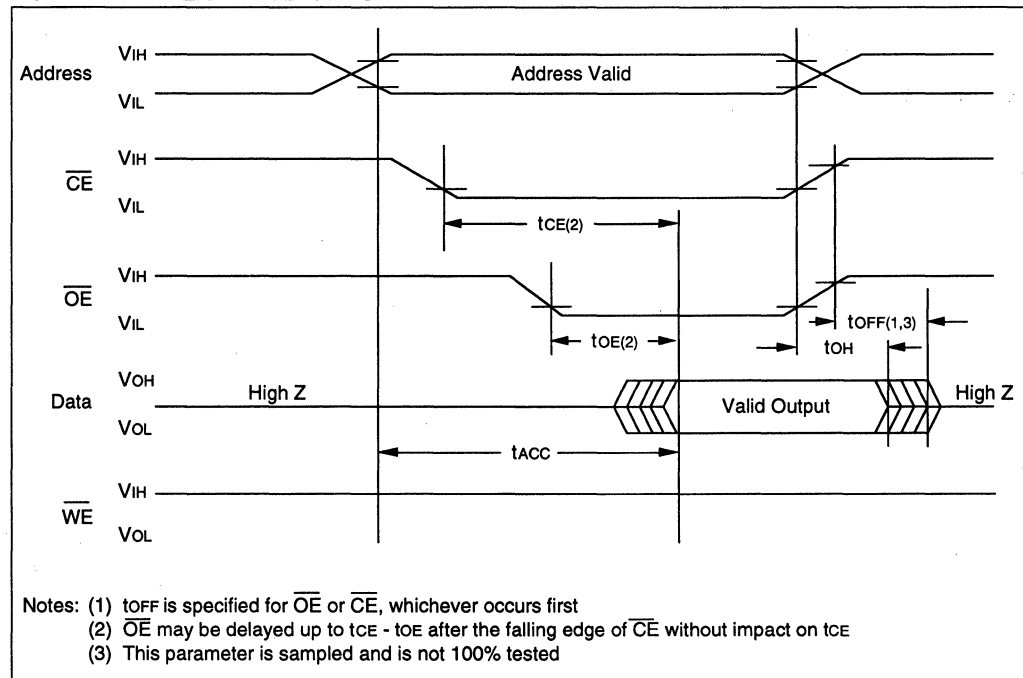 VIH
Address
Address Valid
VIL
VIH
CE
VIL
tCE(2)
VIH
OE
VIL
tOE(2)
tOFF(1,3)
tOH
VOH
Data
High Z
Valid Output
High Z
VOL
tACC
VIH
WE
VOL
Notes: (1) tOFF is specified for OE or CE, whichever occurs first
(2) OE may be delayed up to tCE - tOE after the falling edge of CE without impact on tCE
(3) This parameter is sampled and is not 100% tested